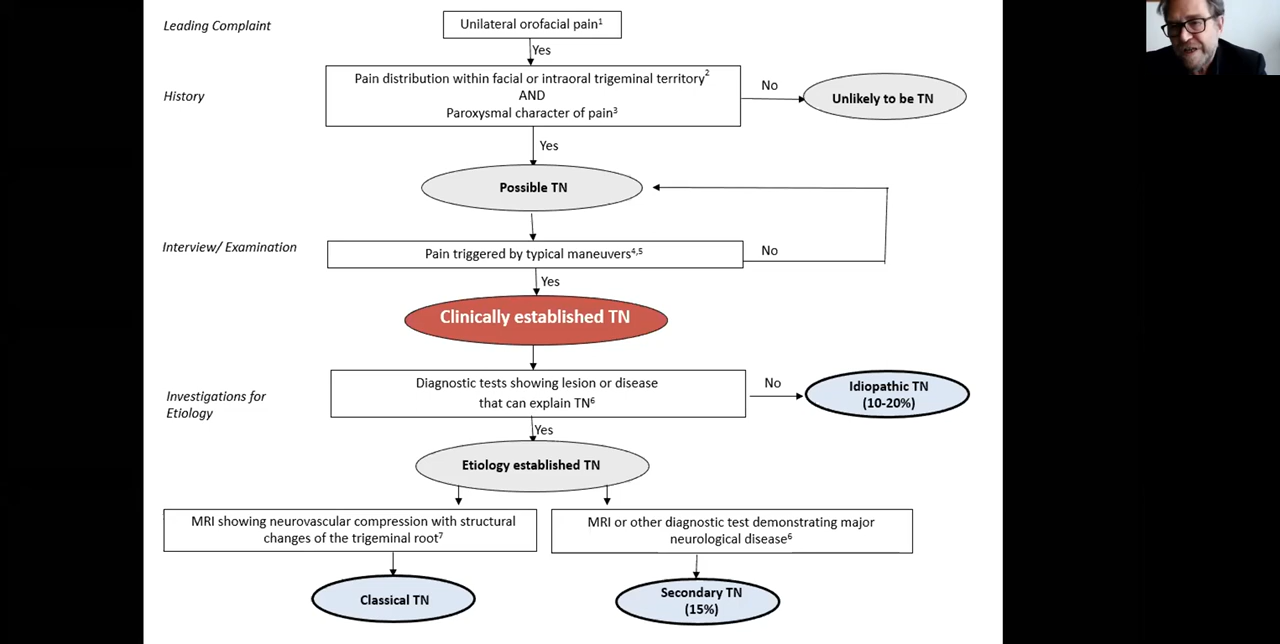 Leading Complaint
Unilateral orofacial pain¹
Yes
Pain distribution within facial or intraoral trigeminal territory²
AND
Paroxysmal character of pain³
History
No
Unlikely to be TN
Yes
Possible TN
Interview/ Examination
Pain triggered by typical maneuvers⁴,⁵
No
Yes
Clinically established TN
Investigations for
Etiology
Diagnostic tests showing lesion or disease
that can explain TN⁶
No
Idiopathic TN
(10-20%)
Yes
Etiology established TN
MRI showing neurovascular compression with structural
changes of the trigeminal root⁷
MRI or other diagnostic test demonstrating major
neurological disease⁶
Classical TN
Secondary TN
(15%)